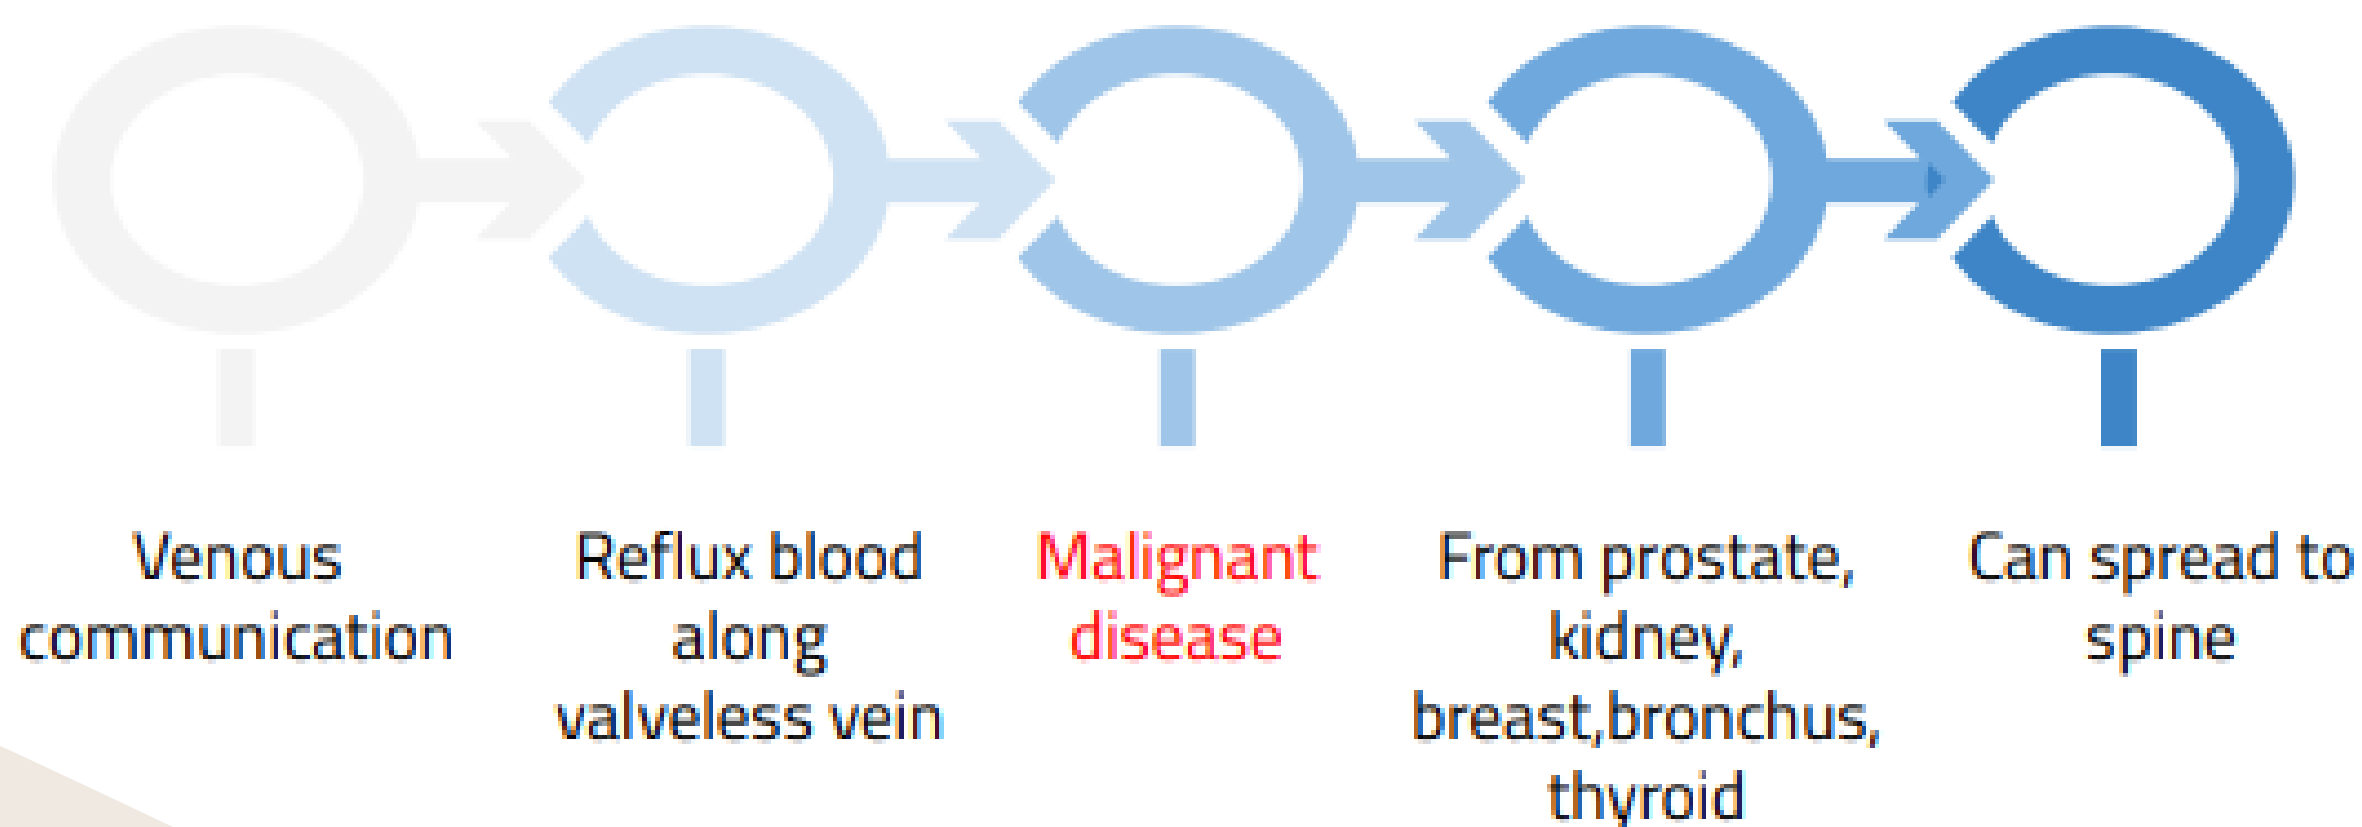 Venous
communication
Reflux blood
along
valveless vein
Malignant
disease
From prostate,
kidney,
breast,bronchus,
thyroid
Can spread to
spine